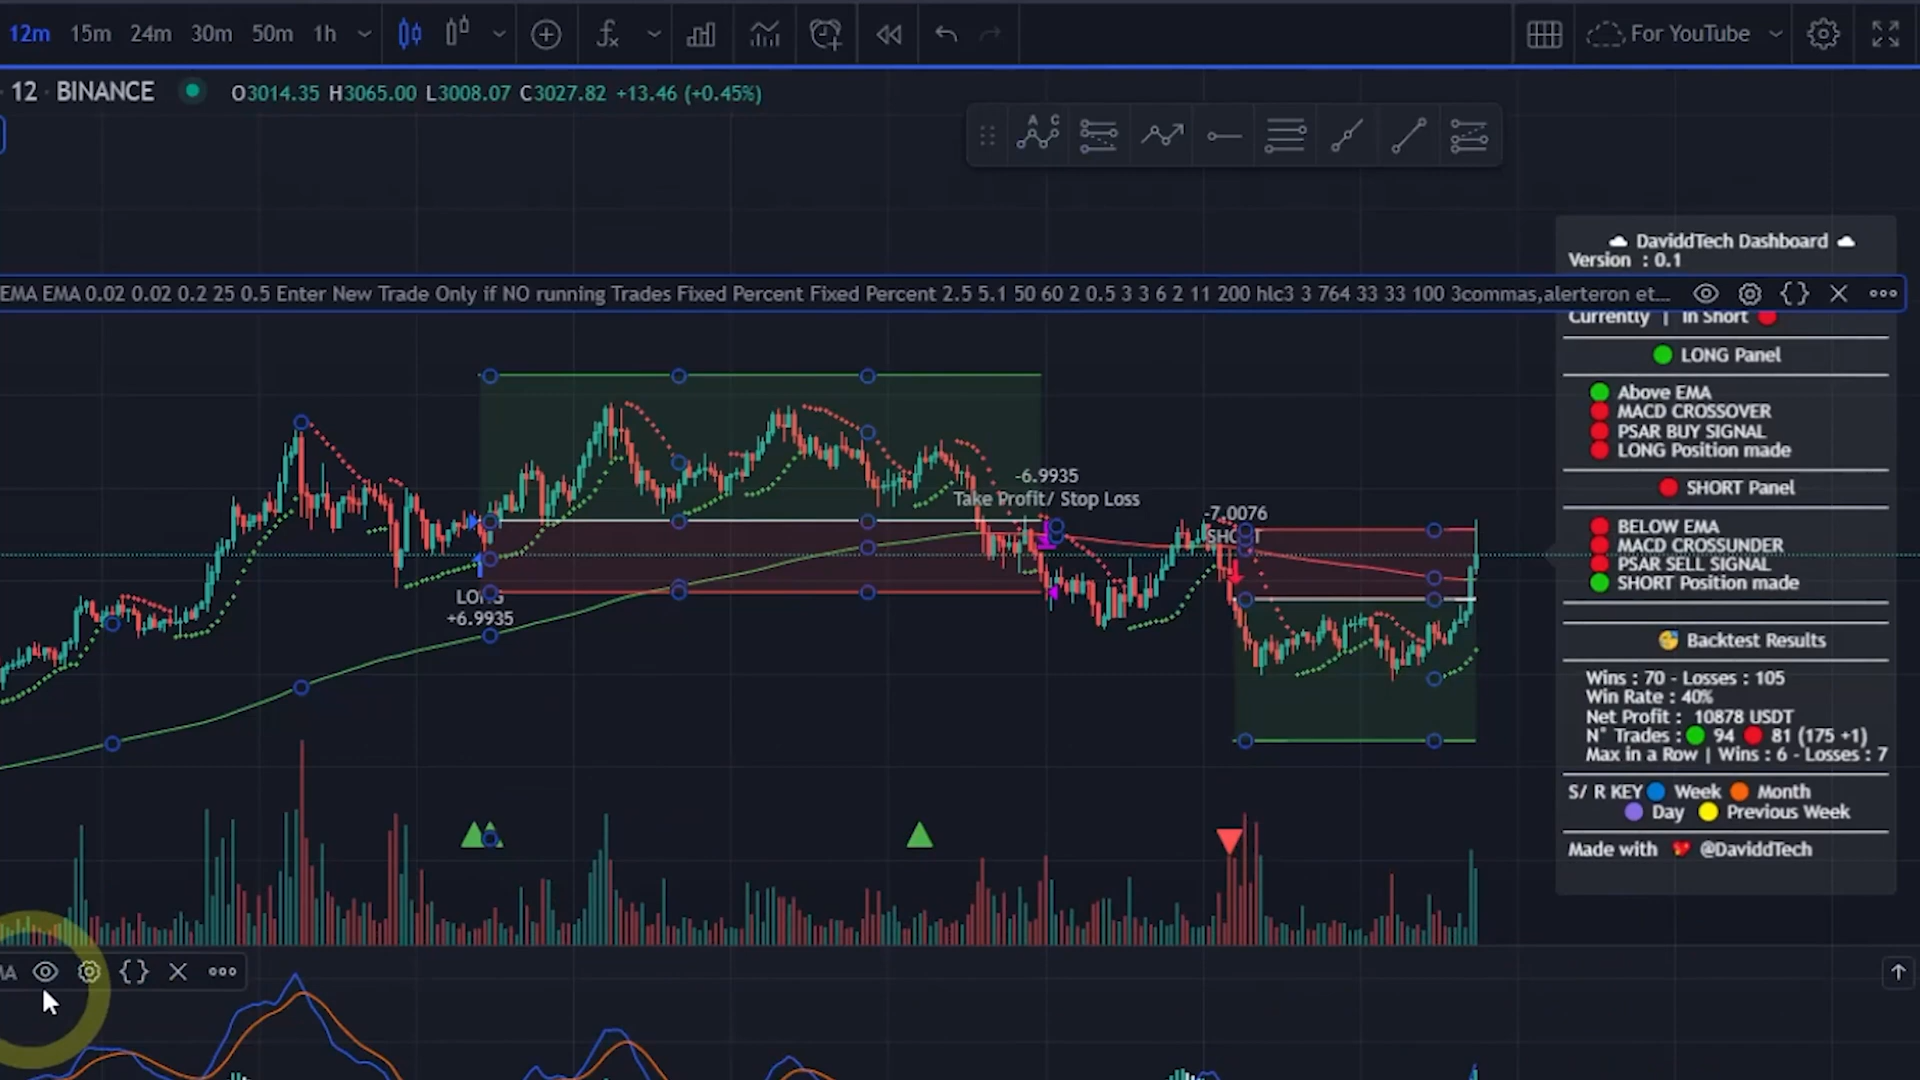 12m 15m 24m 30m 50m 1h
For YouTube
· 12 · BINANCE O3014.35 H3065.00 L3008.07 C3027.82 +13.46 (+0.45%)
A C
DaviddTech Dashboard
Version : 0.1
EMA EMA 0.02 0.02 0.2 25 0.5 Enter New Trade Only if NO running Trades Fixed Percent Fixed Percent 2.5 5.1 50 60 2 0.5 3 3 6 2 11 200 hlc3 3 764 33 33 100 3commas,alerteron et...
Currently | In Short
LONG Panel
Above EMA
MACD CROSSOVER
PSAR BUY SIGNAL
LONG Position made
SHORT Panel
BELOW EMA
MACD CROSSUNDER
PSAR SELL SIGNAL
SHORT Position made
Backtest Results
Wins : 70 - Losses : 105
Win Rate : 40%
Net Profit : 10878 USDT
N° Trades : 94 81 (175 +1)
Max in a Row | Wins : 6 - Losses : 7
S/ R KEY Week Month
Day Previous Week
Made with @DaviddTech
-6.9935
Take Profit/ Stop Loss
-7.0076
SHORT
LONG
+6.9935
MA